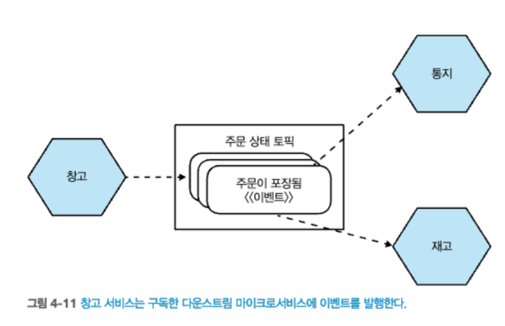 통지
주문 상태 토픽
창고
주문이 포장됨
《이벤트》
재고
그림 4-11 창고 서비스는 구독한 다운스트림 마이크로서비스에 이벤트를 발행한다.